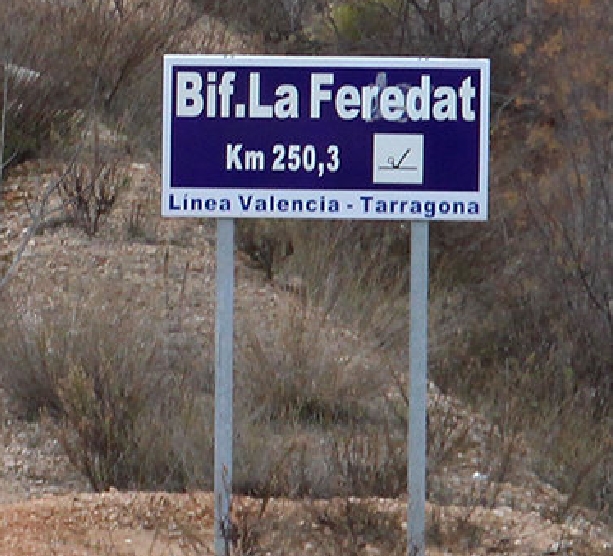 Bif.La Feredat
Km 250,3
Línea Valencia - Tarragona